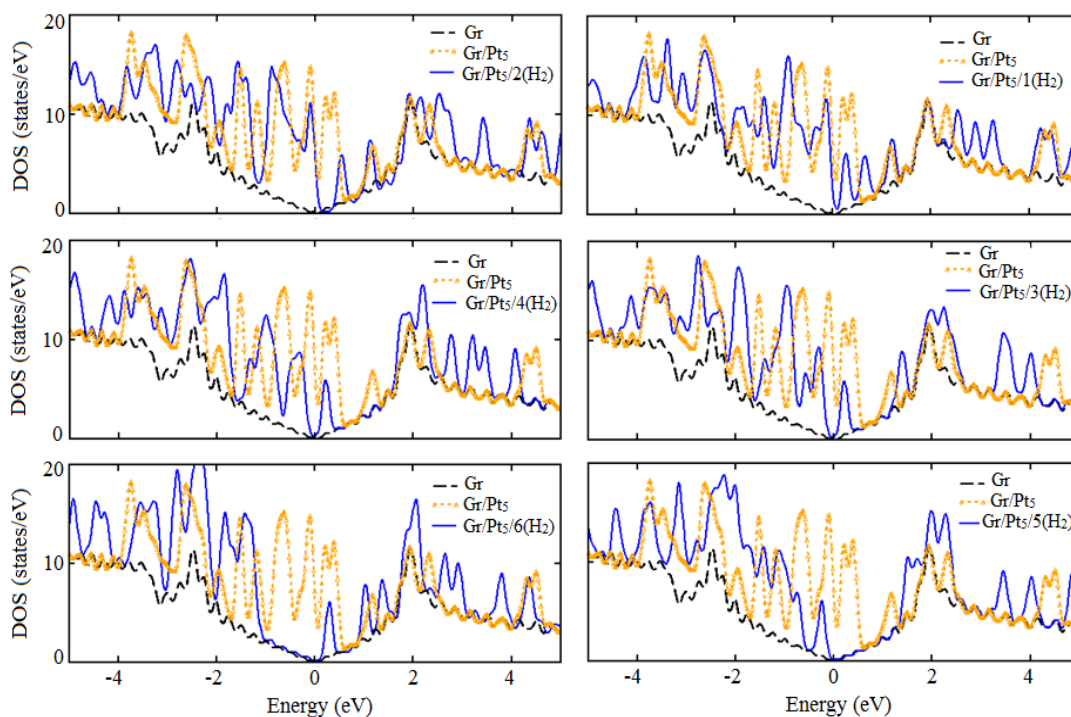 20
10
0
DOS (states/eV)
Gr
Gr/Pt5
Gr/Pt5/2(H2)
Gr
Gr/Pt5
Gr/Pt5/1(H2)
20
10
0
DOS (states/eV)
Gr
Gr/Pt5
Gr/Pt5/4(H2)
Gr
Gr/Pt5
Gr/Pt5/3(H2)
20
10
0
DOS (states/eV)
Gr
Gr/Pt5
Gr/Pt5/6(H2)
Gr
Gr/Pt5
Gr/Pt5/5(H2)
-4 -2 0 2 4
Energy (eV)
-4 -2 0 2 4
Energy (eV)